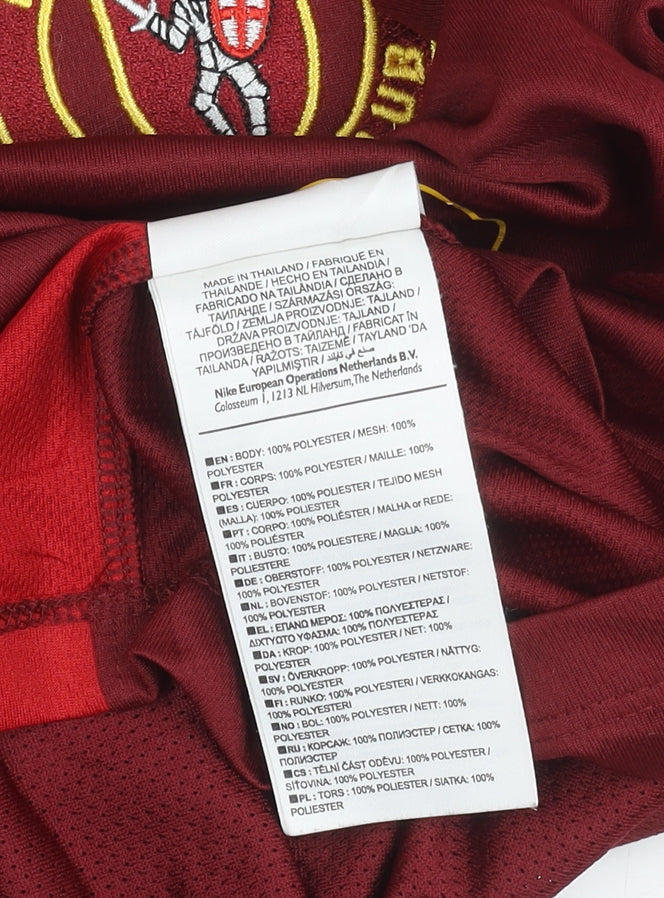 UB
MADE IN THAILAND / FABRIQUE EN
THAILANDE / HECHO EN TAILANDIA /
FABRICADO NA TAILÂNDIA / СДЕЛАНО В
ТАИЛАНДЕ / SZÁRMAZÁSI ORSZÁG:
TÁJFÖLD / ZEMLJA PROIZVODNJE: TAJLAND /
DRŽAVA PROIZVODNJE: TAJLAND /
ПРОИЗВЕДЕНО В ТАЙЛАНД / FABRICAT ÎN
TAILANDA / RAŽOTS: TAIZEMĒ / TAYLAND 'DA
YAPILMIŞTIR / صنع في تايلند
Nike European Operations Netherlands B.V.
Colosseum 1, 1213 NL Hilversum, The Netherlands
■EN : BODY: 100% POLYESTER / MESH: 100%
POLYESTER
■FR : CORPS: 100% POLYESTER / MAILLE: 100%
POLYESTER
■ES : CUERPO: 100% POLIESTER / TEJIDO MESH
(MALLA): 100% POLIESTER
■PT : CORPO: 100% POLIÉSTER / MALHA or REDE:
100% POLIÉSTER
■IT : BUSTO: 100% POLIESTERE / MAGLIA: 100%
POLIESTERE
■DE : OBERSTOFF: 100% POLYESTER / NETZWARE:
100% POLYESTER
■NL : BOVENSTOF: 100% POLYESTER / NETSTOF:
100% POLYESTER
■EL : ΕΠΑΝΩ ΜΕΡΟΣ: 100% ΠΟΛΥΕΣΤΕΡΑΣ /
ΔΙΧΤΥΩΤΟ ΥΦΑΣΜΑ: 100% ΠΟΛΥΕΣΤΕΡΑΣ
■DA : KROP: 100% POLYESTER / NET: 100%
POLYESTER
■SV : ÖVERKROPP: 100% POLYESTER / NÄTTYG:
100% POLYESTER
■FI : RUNKO: 100% POLYESTERI / VERKKOKANGAS:
100% POLYESTERI
■NO : BOL: 100% POLYESTER / NETT: 100%
POLYESTER
■RU : КОРСАЖ: 100% ПОЛИЭСТЕР / СЕТКА: 100%
ПОЛИЭСТЕР
■CS : TĚLNÍ ČÁST ODĚVU: 100% POLYESTER /
SÍŤOVINA: 100% POLYESTER
■PL : TORS : 100% POLIESTER / SIATKA: 100%
POLIESTER